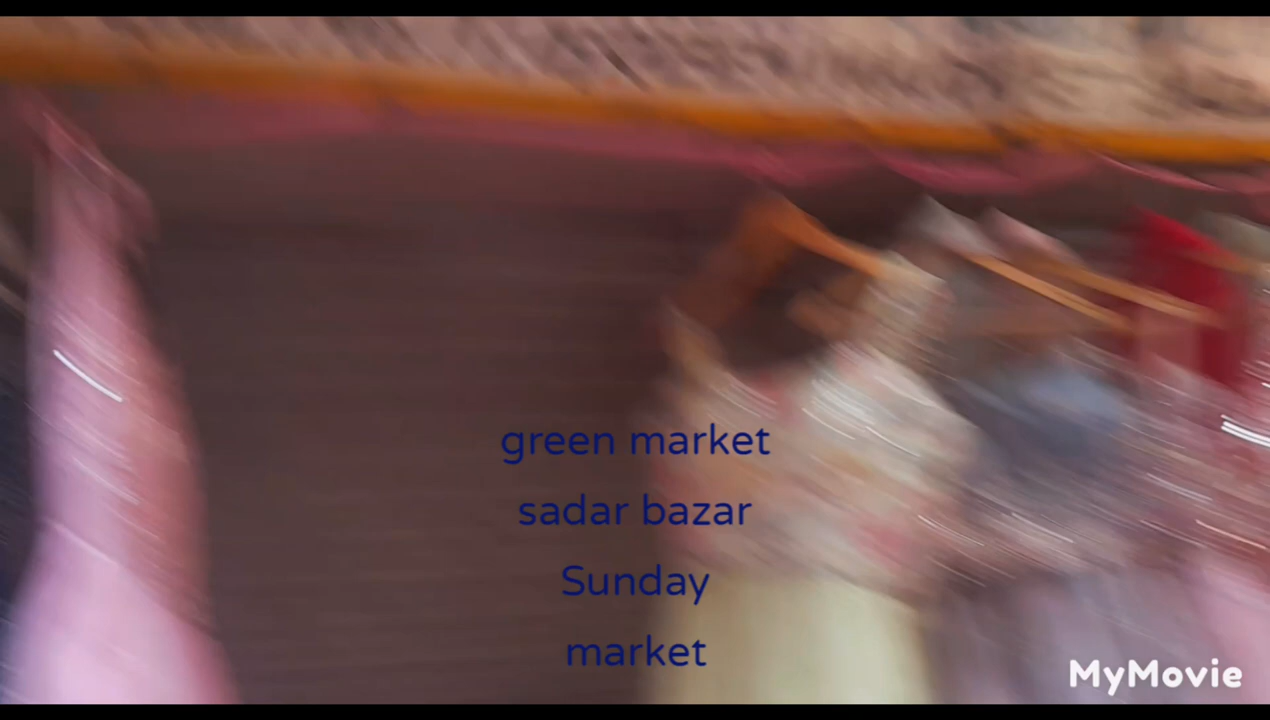 green market
sadar bazar
Sunday
market
MyMovie